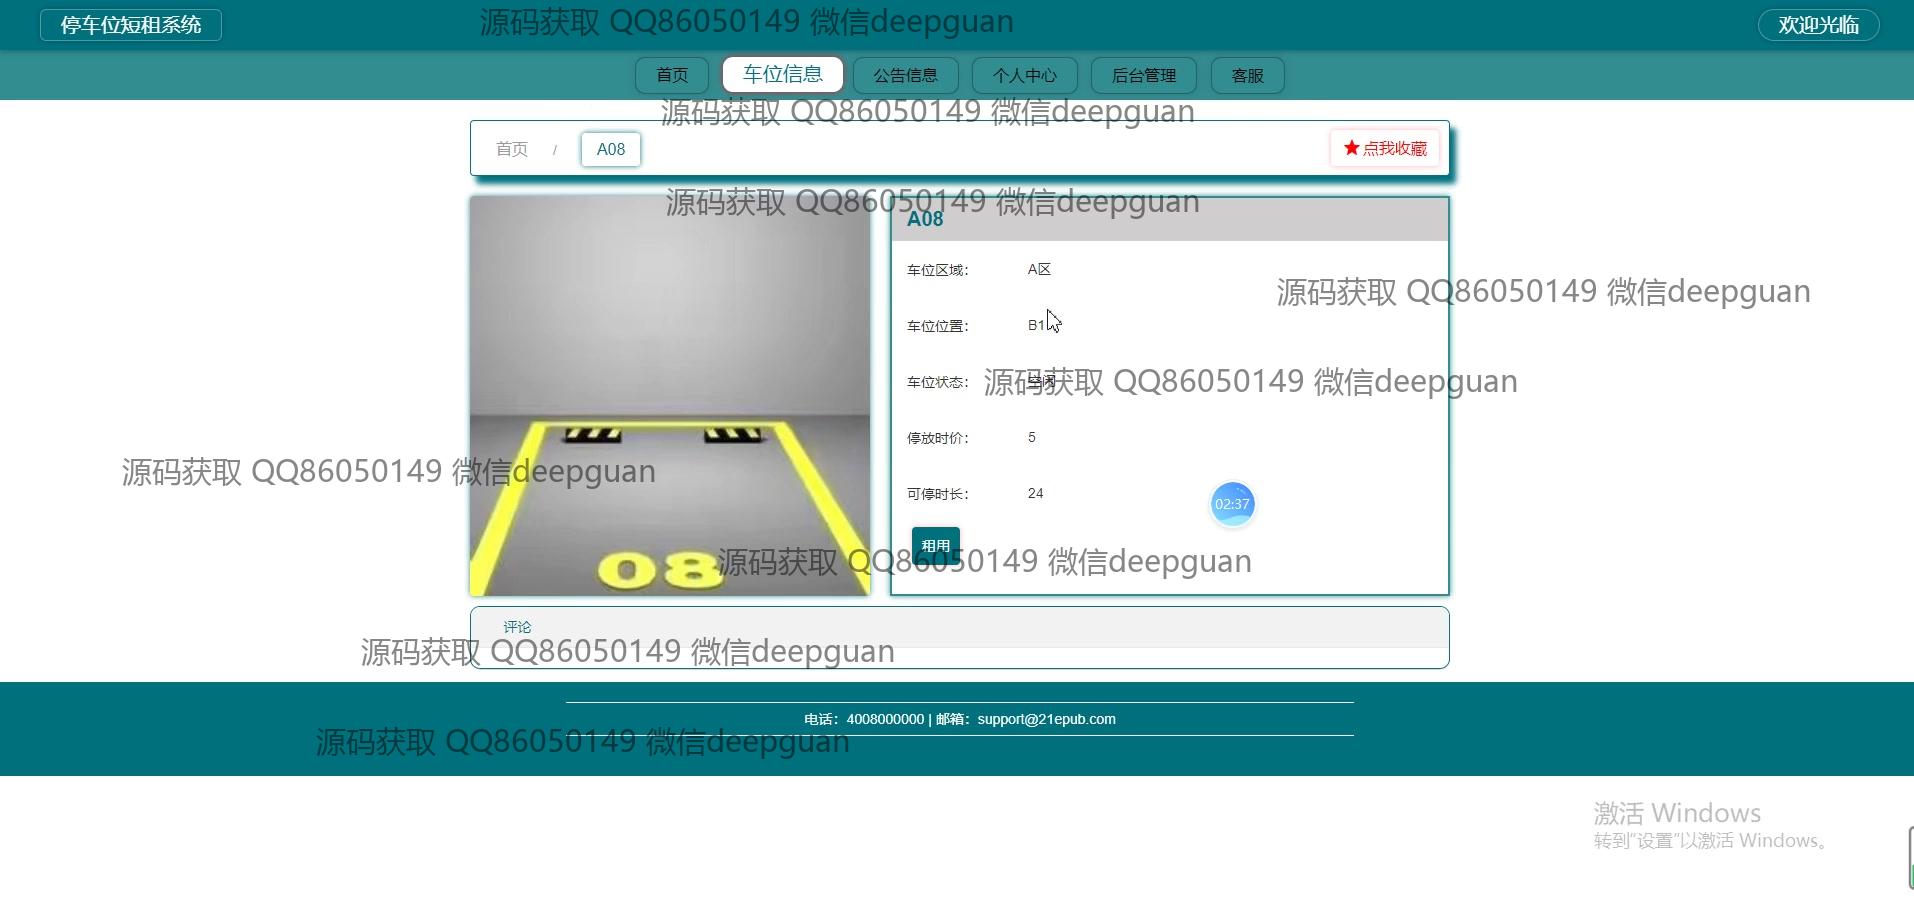 停车位短租系统
源码获取 QQ86050149 微信deepguan
欢迎光临
首页 车位信息 公告信息 个人中心 后台管理 客服
源码获取 QQ86050149 微信deepguan
首页 / A08 ★点我收藏
源码获取 QQ86050149 微信deepguan
A08
车位区域： A区
源码获取 QQ86050149 微信deepguan
车位位置： B1
车位状态： 空闲
源码获取 QQ86050149 微信deepguan
停放时价： 5
源码获取 QQ86050149 微信deepguan
可停时长： 24
02:37
租用
源码获取 QQ86050149 微信deepguan
08
评论
源码获取 QQ86050149 微信deepguan
电话：4008000000 | 邮箱：support@21epub.com
源码获取 QQ86050149 微信deepguan
激活 Windows
转到"设置"以激活 Windows。